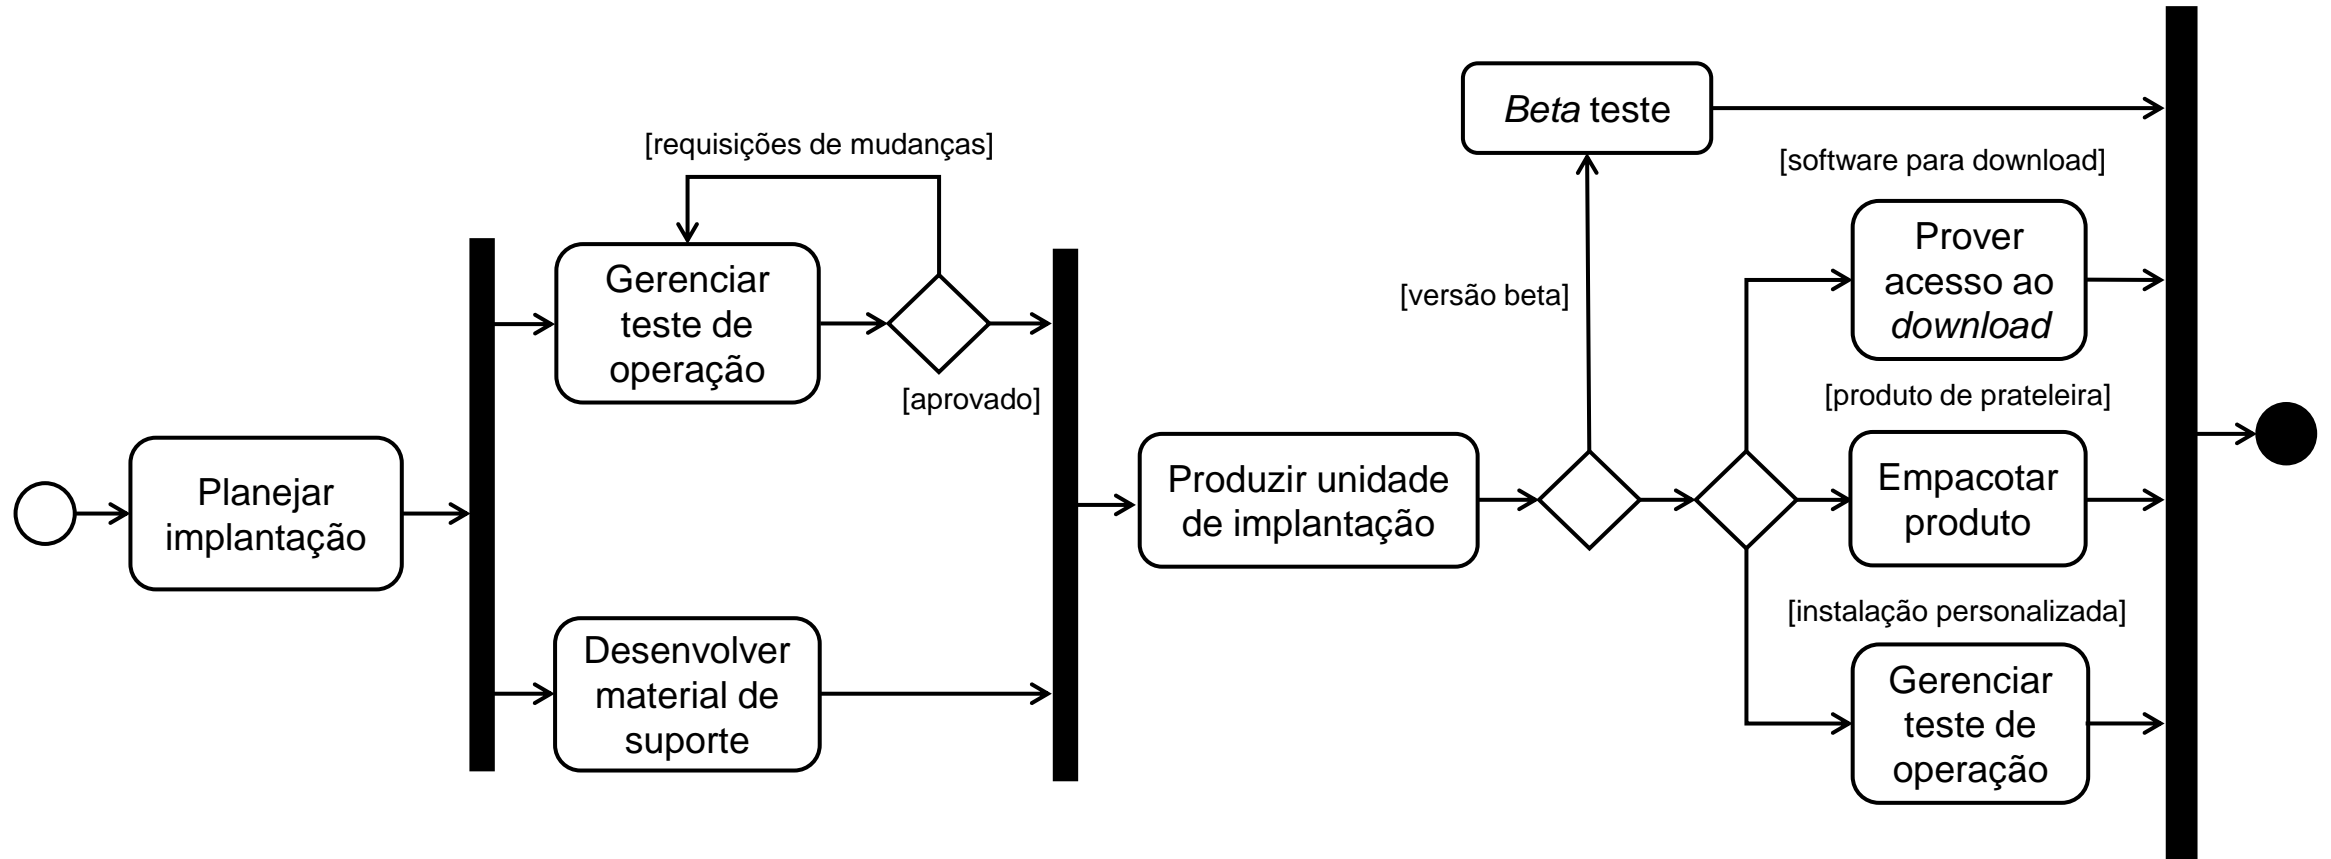 Planejar
implantação
[requisições de mudanças]
Gerenciar
teste de
operação
[aprovado]
Desenvolver
material de
suporte
Produzir unidade
de implantação
[versão beta]
Beta teste
[software para download]
Prover
acesso ao
download
[produto de prateleira]
Empacotar
produto
[instalação personalizada]
Gerenciar
teste de
operação